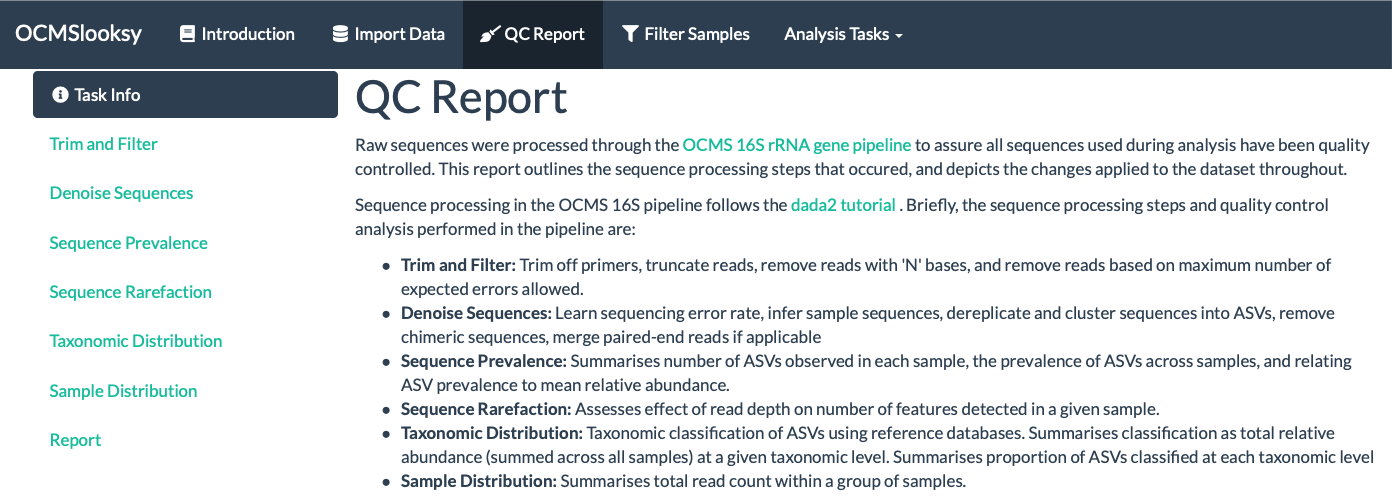 OCMSlooksy Introduction Import Data QC Report Filter Samples Analysis Tasks
Task Info
Trim and Filter
Denoise Sequences
Sequence Prevalence
Sequence Rarefaction
Taxonomic Distribution
Sample Distribution
Report
QC Report
Raw sequences were processed through the OCMS 16S rRNA gene pipeline to assure all sequences used during analysis have been quality
controlled. This report outlines the sequence processing steps that occured, and depicts the changes applied to the dataset throughout.
Sequence processing in the OCMS 16S pipeline follows the dada2 tutorial . Briefly, the sequence processing steps and quality control
analysis performed in the pipeline are:
• Trim and Filter: Trim off primers, truncate reads, remove reads with 'N' bases, and remove reads based on maximum number of
expected errors allowed.
• Denoise Sequences: Learn sequencing error rate, infer sample sequences, dereplicate and cluster sequences into ASVs, remove
chimeric sequences, merge paired-end reads if applicable
• Sequence Prevalence: Summarises number of ASVs observed in each sample, the prevalence of ASVs across samples, and relating
ASV prevalence to mean relative abundance.
• Sequence Rarefaction: Assesses effect of read depth on number of features detected in a given sample.
• Taxonomic Distribution: Taxonomic classification of ASVs using reference databases. Summarises classification as total relative
abundance (summed across all samples) at a given taxonomic level. Summarises proportion of ASVs classified at each taxonomic level
• Sample Distribution: Summarises total read count within a group of samples.